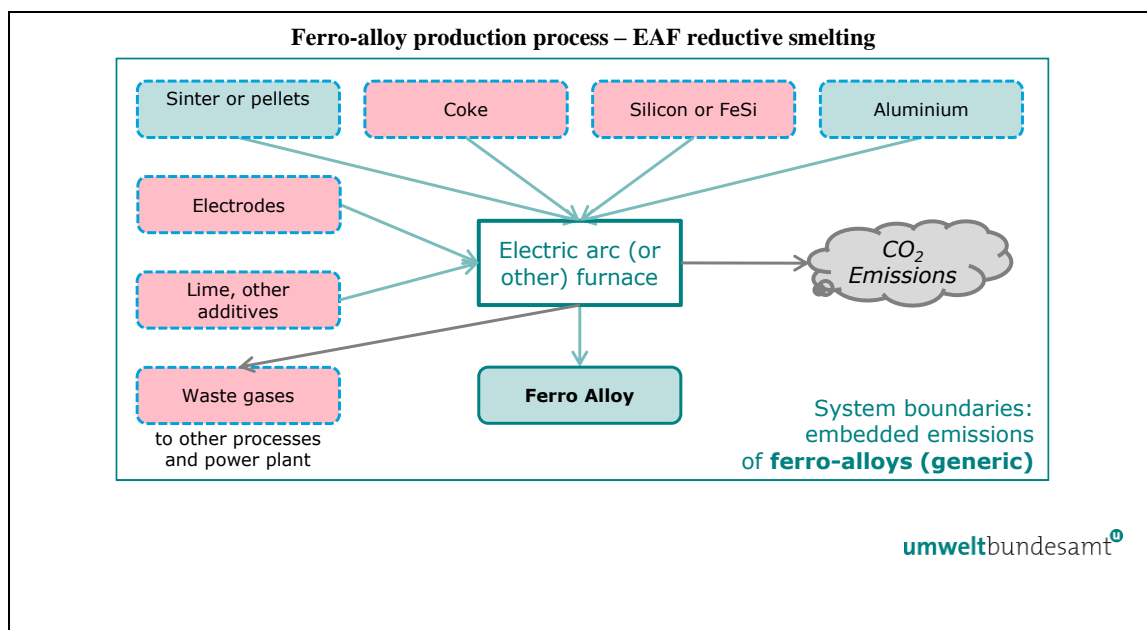 Ferro-alloy production process – EAF reductive smelting
Sinter or pellets
Coke
Silicon or FeSi
Aluminium
Electrodes
Electric arc (or
other) furnace
CO₂
Emissions
Lime, other
additives
Waste gases
Ferro Alloy
to other processes
and power plant
System boundaries:
embedded emissions
of ferro-alloys (generic)
umweltbundesamt
u